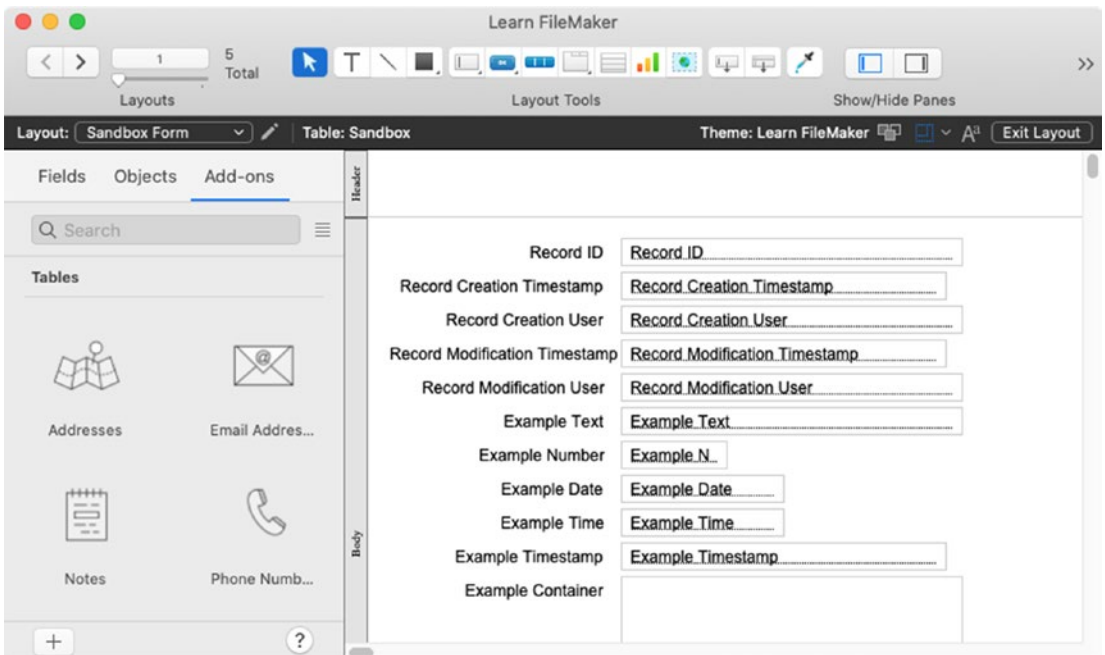 Learn FileMaker
1
5
Total
T
Layouts
Layout Tools
Show/Hide Panes
Layout: Sandbox Form
Table: Sandbox
Theme: Learn FileMaker
Aa
Exit Layout
Fields
Objects
Add-ons
Search
Tables
Addresses
Email Addres...
Notes
Phone Numb...
+
?
Header
Body
Record ID Record ID
Record Creation Timestamp Record Creation Timestamp
Record Creation User Record Creation User
Record Modification Timestamp Record Modification Timestamp
Record Modification User Record Modification User
Example Text Example Text
Example Number Example N
Example Date Example Date
Example Time Example Time
Example Timestamp Example Timestamp
Example Container